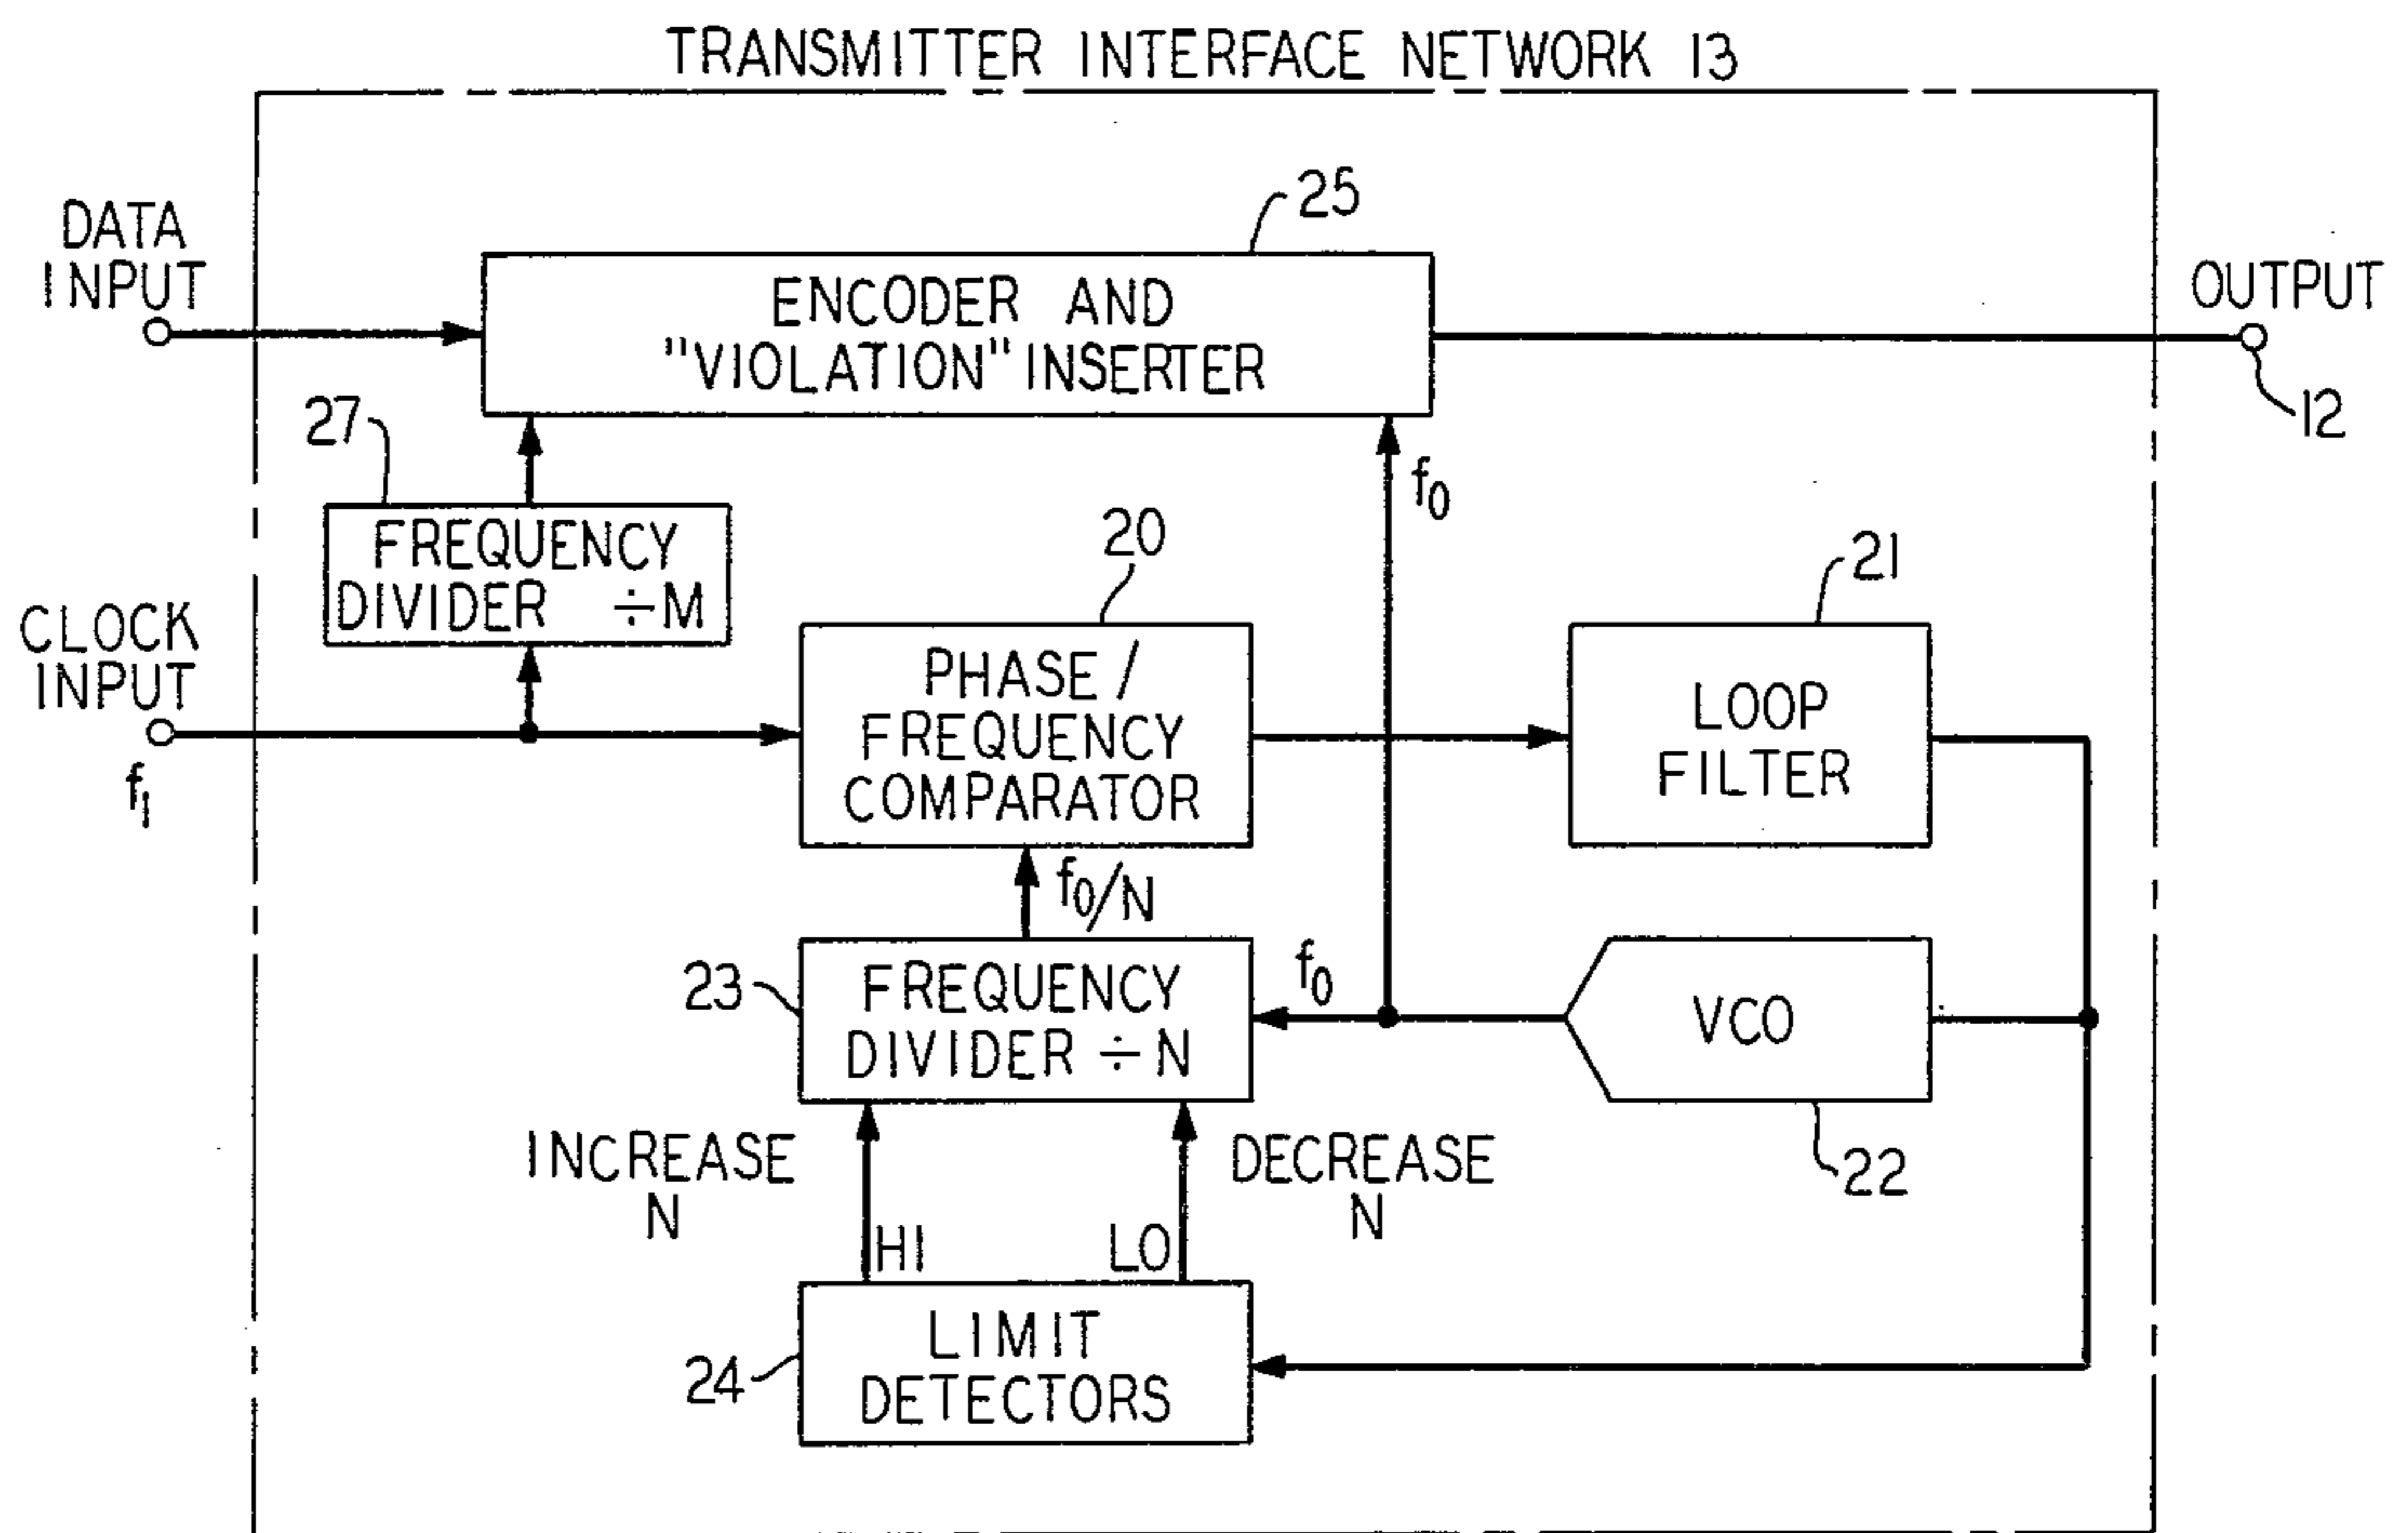 TRANSMITTER INTERFACE NETWORK 13
25
DATA
INPUT
ENCODER AND
"VIOLATION" INSERTER
OUTPUT
12
27
FREQUENCY
DIVIDER ÷M
f0
20
21
CLOCK
INPUT
f1
PHASE /
FREQUENCY
COMPARATOR
LOOP
FILTER
f0/N
23
FREQUENCY
DIVIDER ÷N
f0
VCO
22
INCREASE
N
HI
LO
DECREASE
N
24
LIMIT
DETECTORS